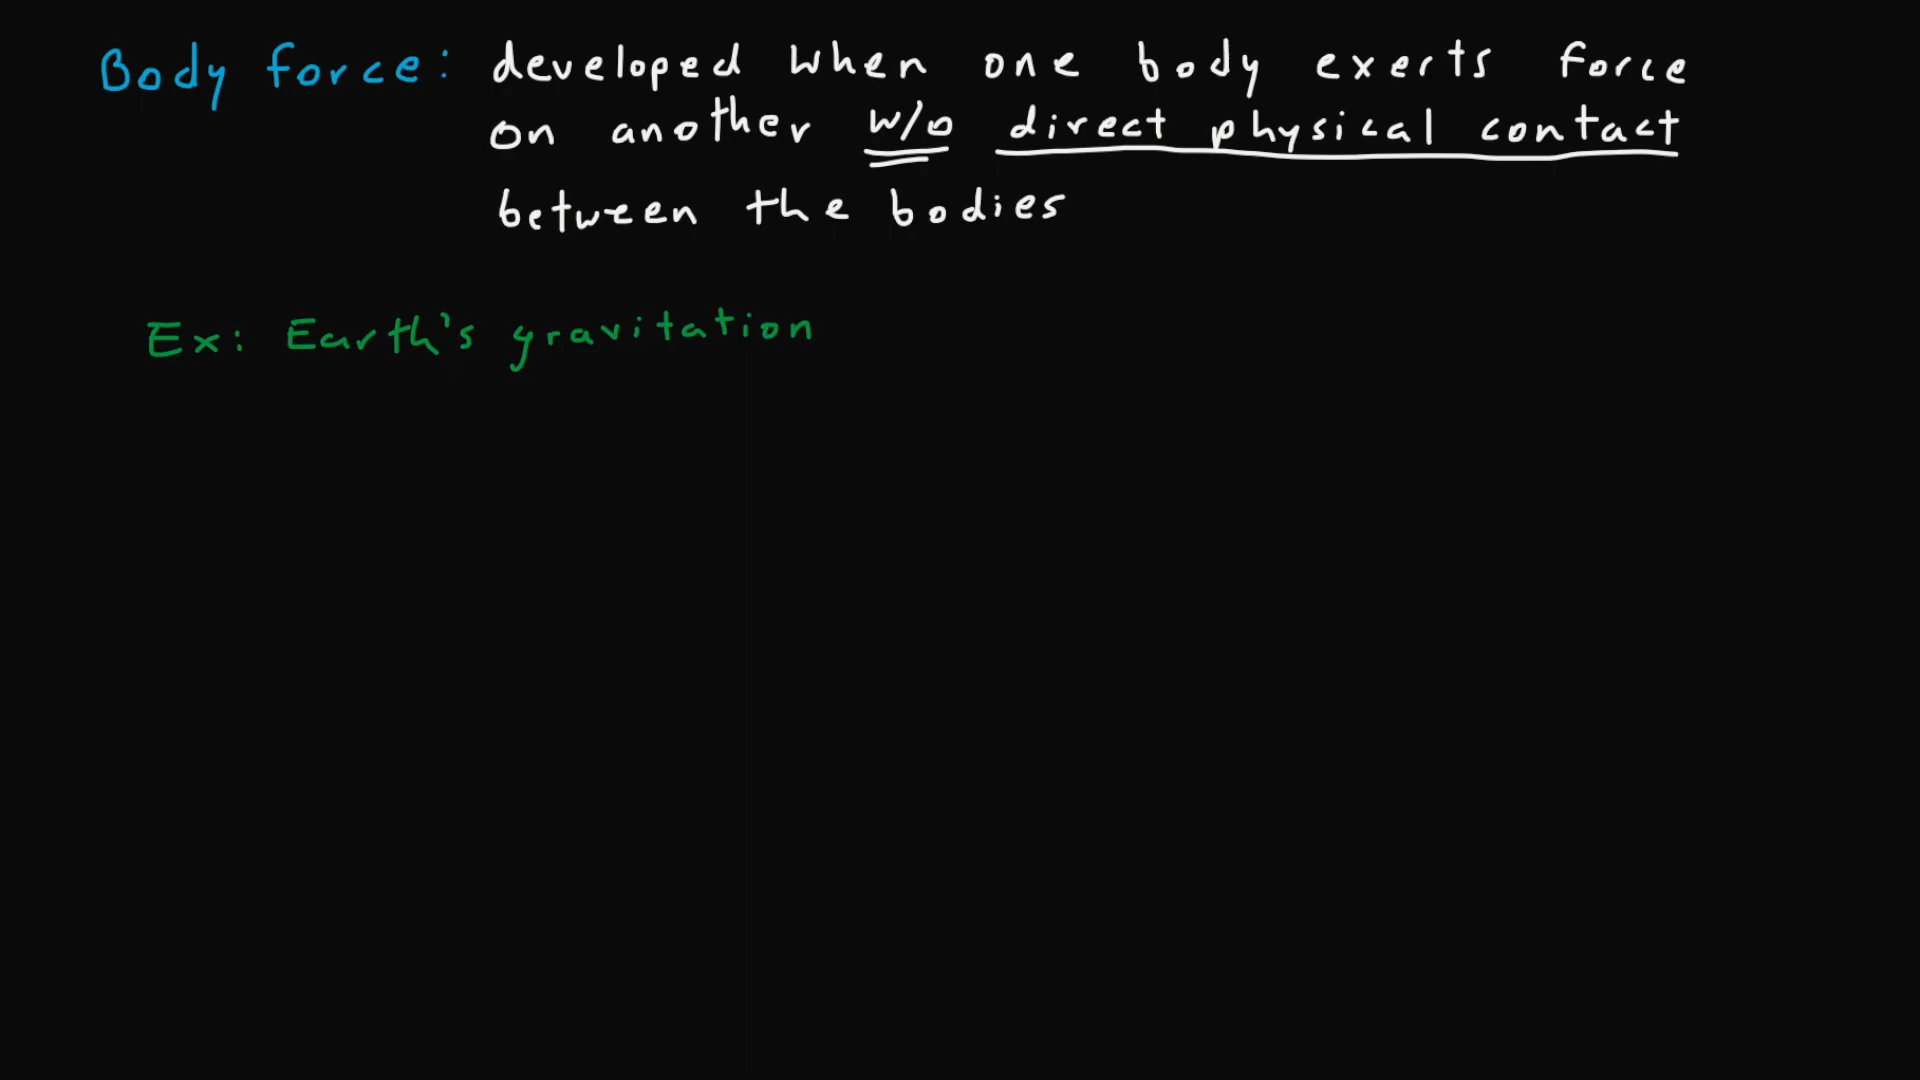 Body force: developed when one body exerts force
on another w/o direct physical contact
between the bodies
Ex: Earth's gravitation